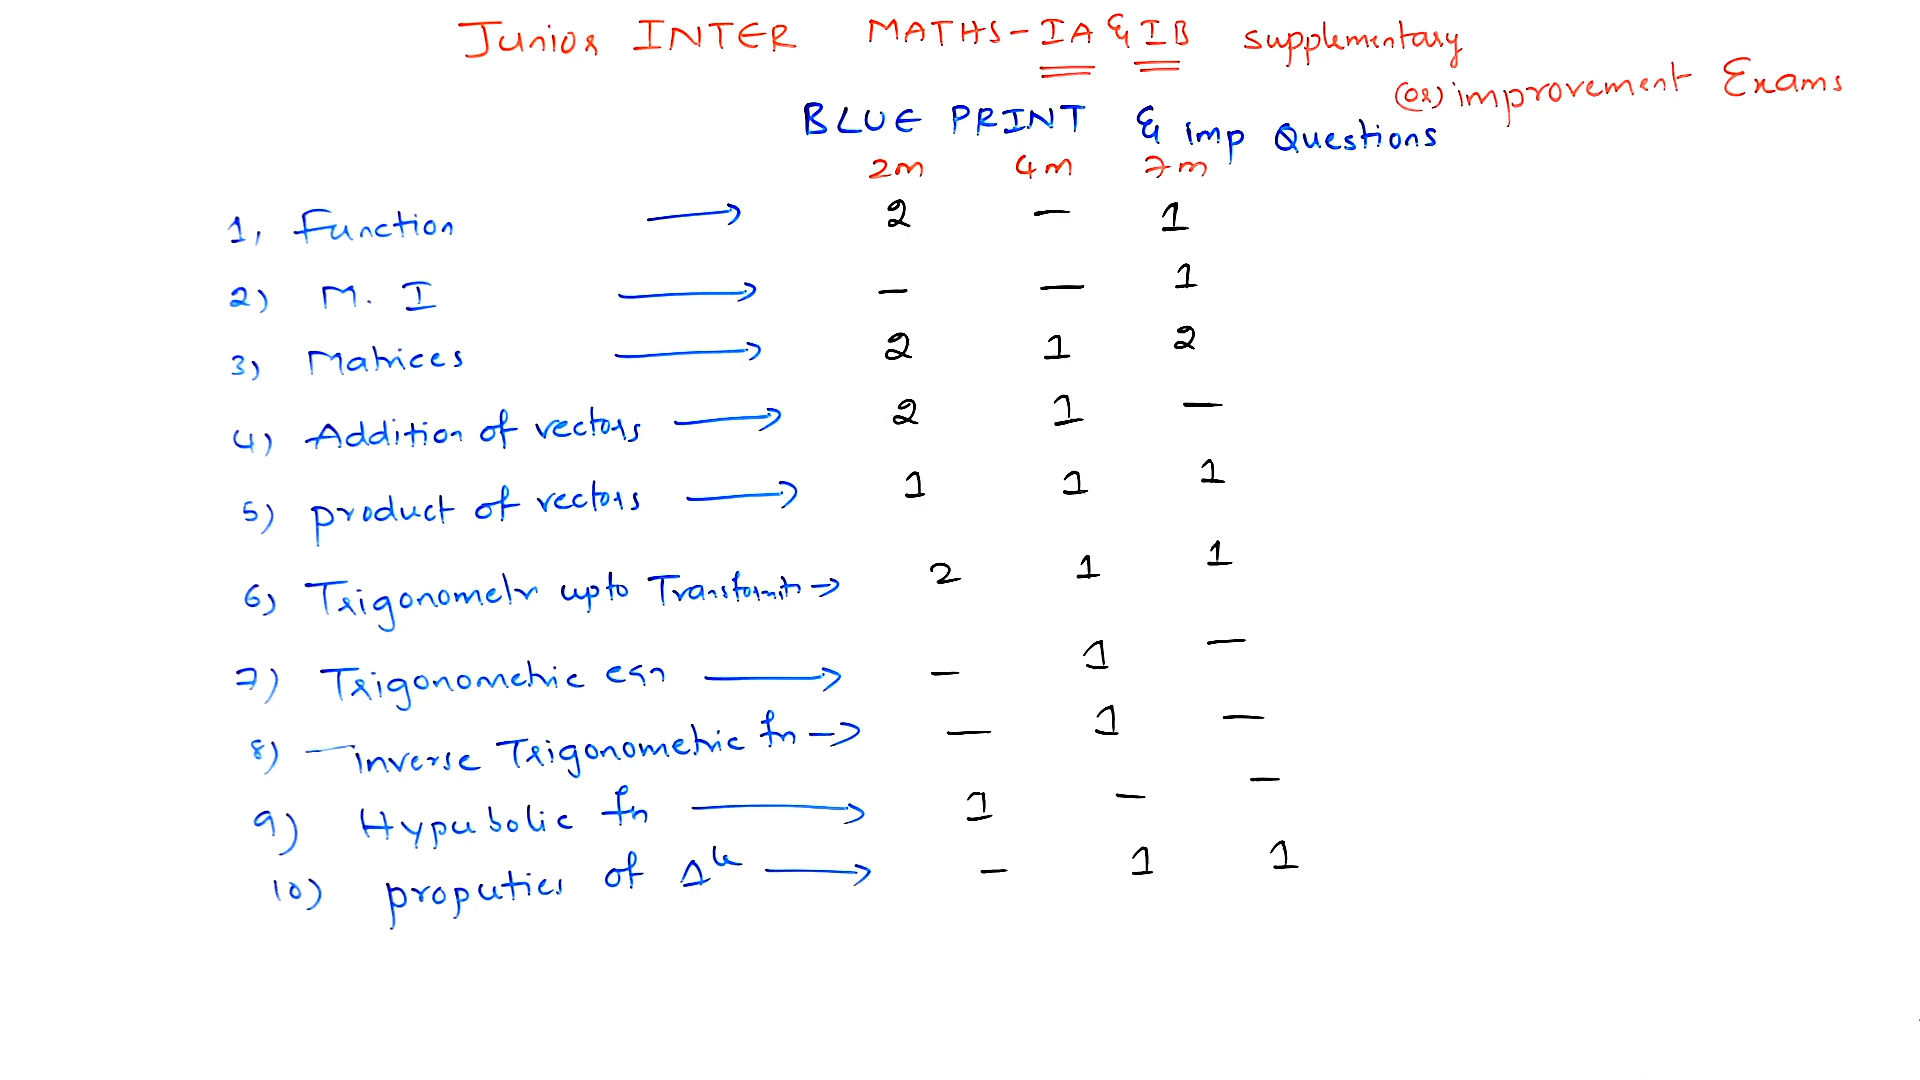 Junior INTER MATHS-IA & IB supplementary
(or) improvement Exams
BLUE PRINT & imp Questions
2m 4m 7m
1, Function → 2 - 1
2) M. I → - - 1
3) Matrices → 2 1 2
4) Addition of vectors → 2 1 -
5) product of vectors → 1 1 1
6) Trigonometr upto Transformtn → 2 1 1
7) Trigonometric eqn → - 1 -
8) inverse Trigonometric fn → - 1 -
9) Hyperbolic fn → 1 - -
10) properties of Δle → - 1 1